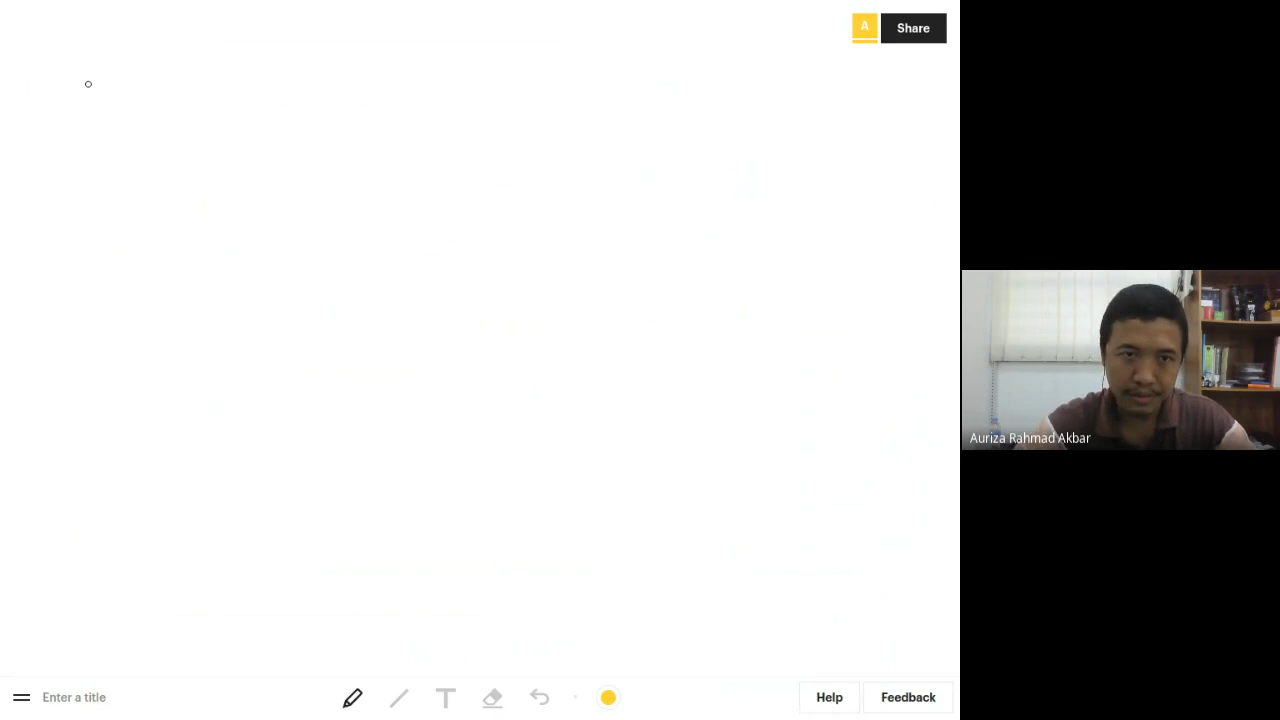 A
Share
Auriza Rahmad Akbar
Enter a title
Help
Feedback